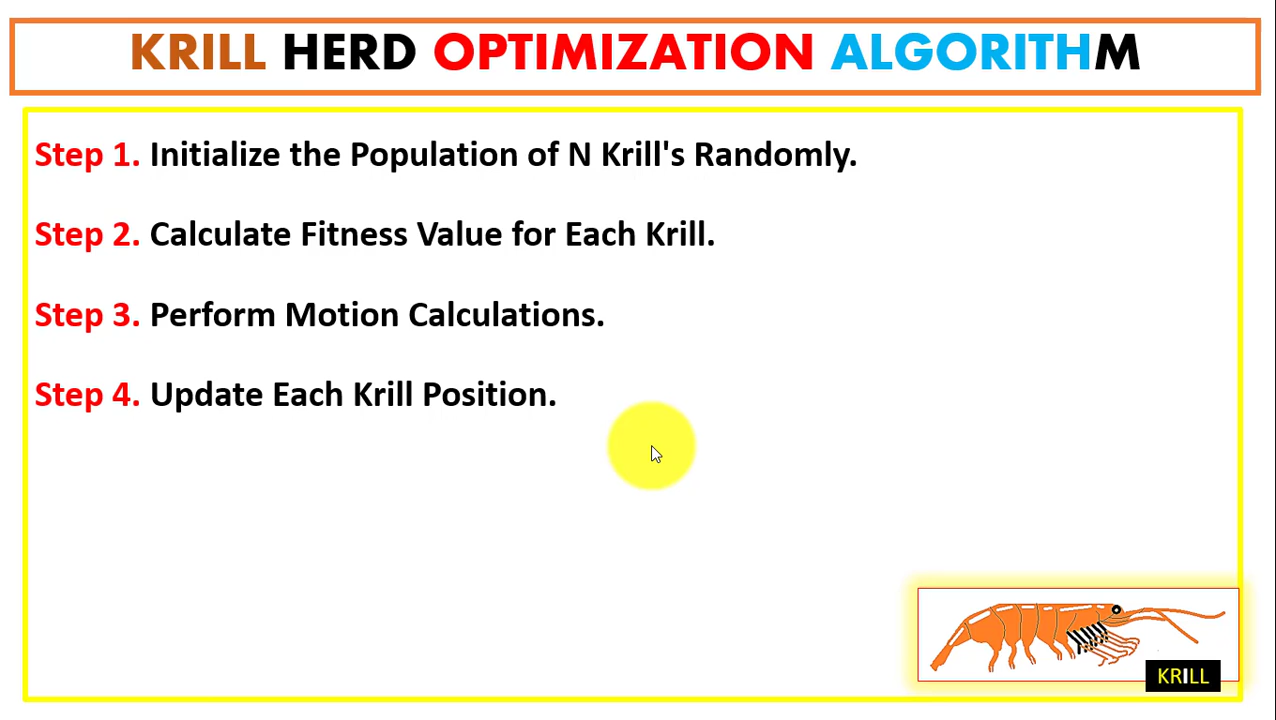 KRILL HERD OPTIMIZATION ALGORITHM
Step 1. Initialize the Population of N Krill's Randomly.
Step 2. Calculate Fitness Value for Each Krill.
Step 3. Perform Motion Calculations.
Step 4. Update Each Krill Position.
KRILL